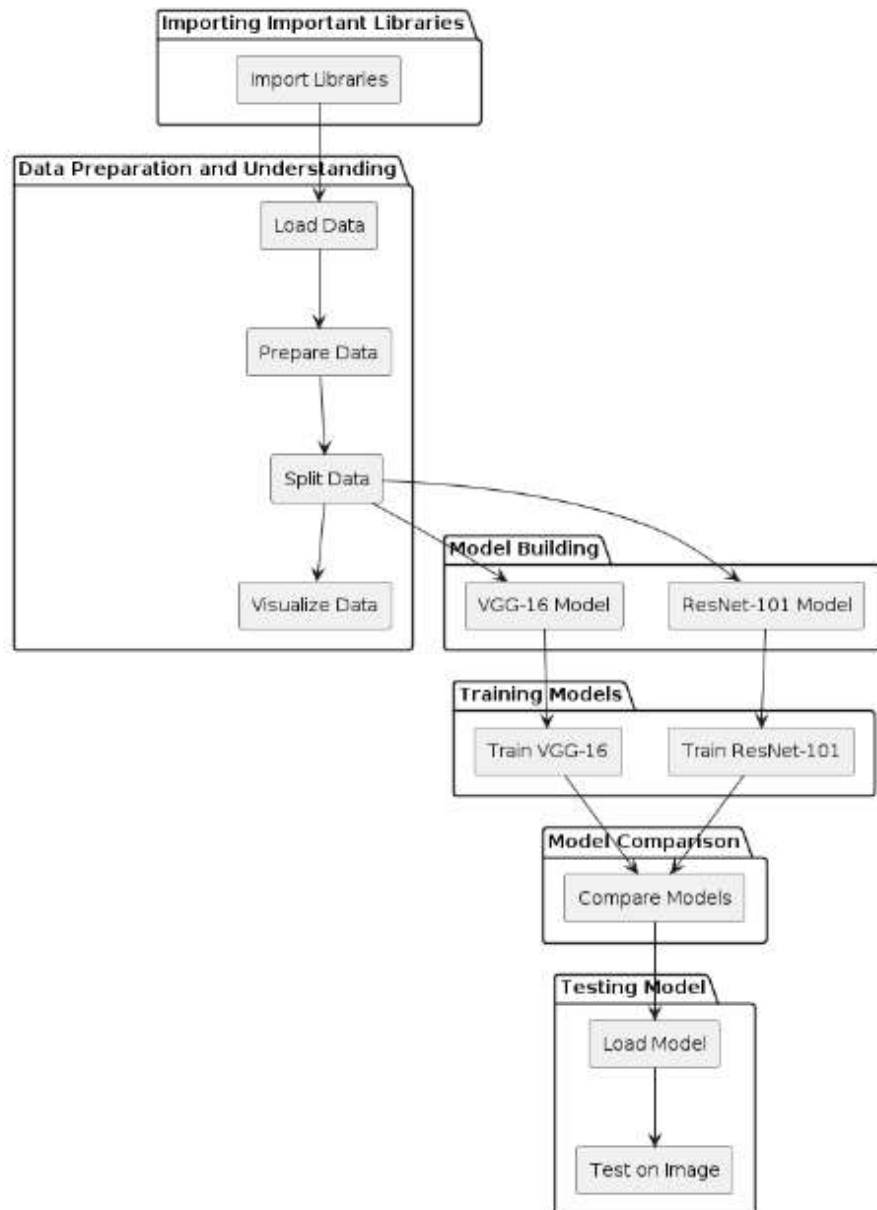 Importing Important Libraries
Import Libraries
Data Preparation and Understanding
Load Data
Prepare Data
Split Data
Visualize Data
Model Building
VGG-16 Model
ResNet-101 Model
Training Models
Train VGG-16
Train ResNet-101
Model Comparison
Compare Models
Testing Model
Load Model
Test on Image